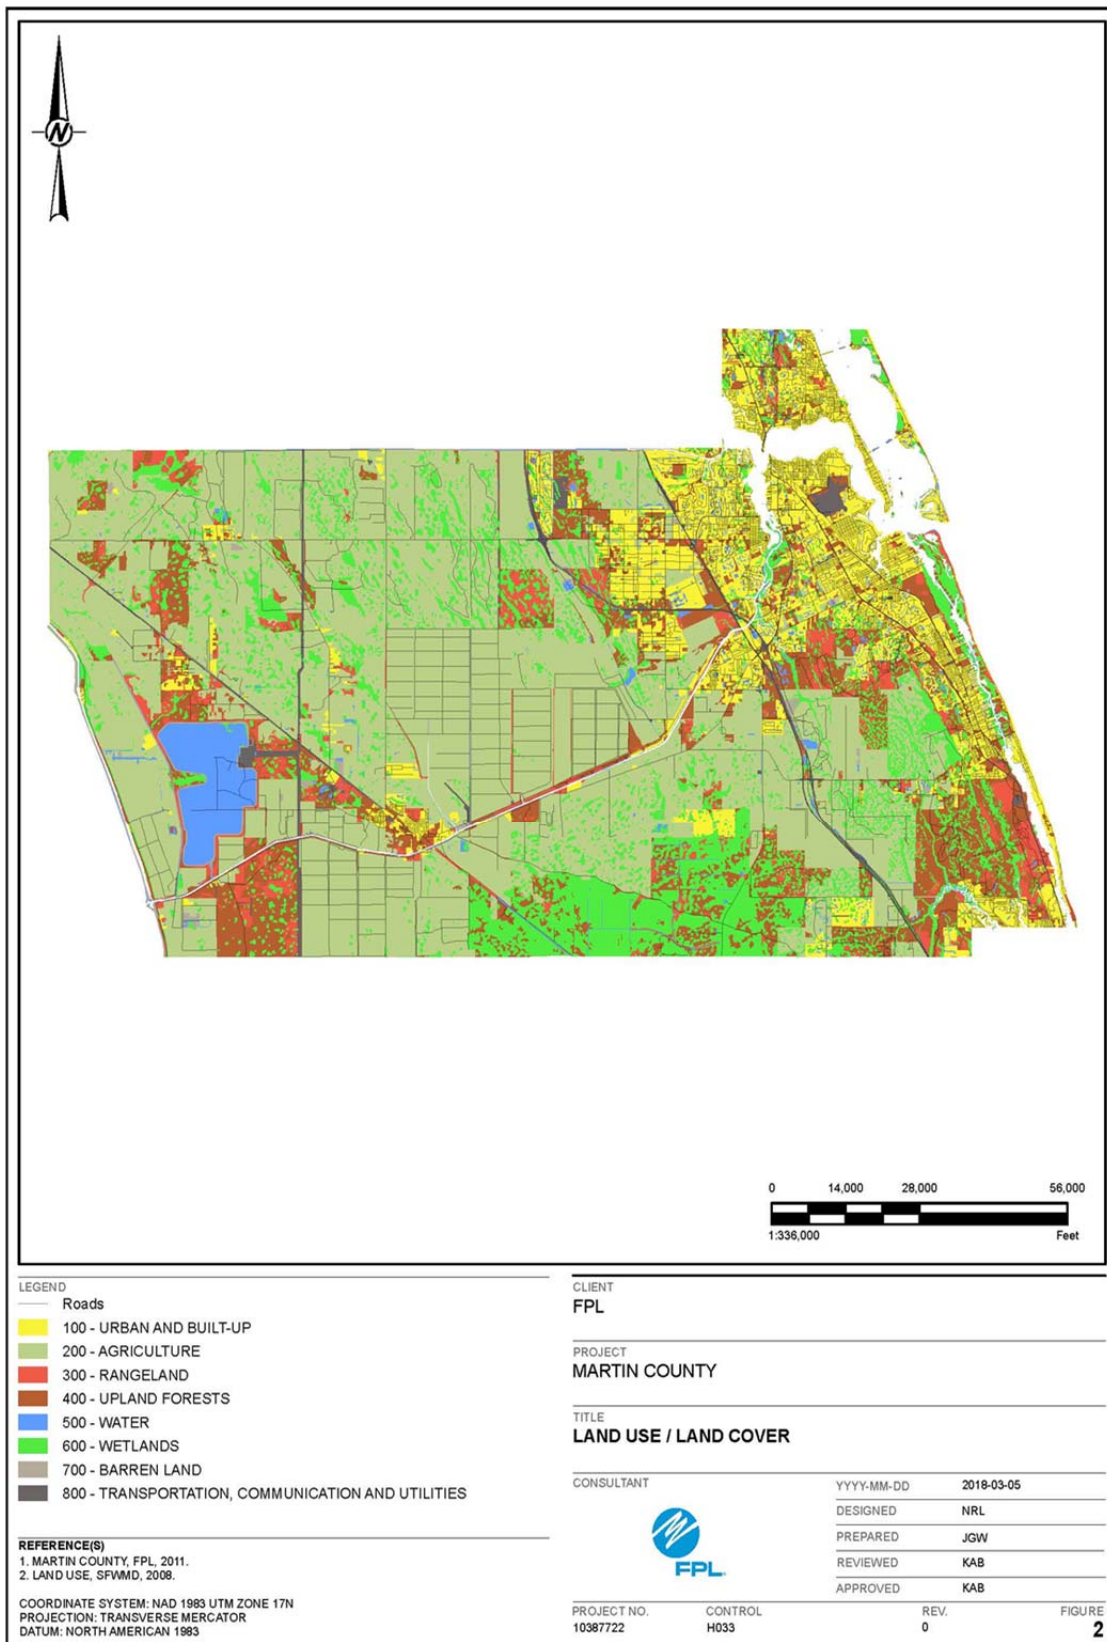 N
0 14,000 28,000 56,000
1:336,000 Feet
LEGEND
Roads
100 - URBAN AND BUILT-UP
200 - AGRICULTURE
300 - RANGELAND
400 - UPLAND FORESTS
500 - WATER
600 - WETLANDS
700 - BARREN LAND
800 - TRANSPORTATION, COMMUNICATION AND UTILITIES
REFERENCE(S)
1. MARTIN COUNTY, FPL, 2011.
2. LAND USE, SFWMD, 2008.
COORDINATE SYSTEM: NAD 1983 UTM ZONE 17N
PROJECTION: TRANSVERSE MERCATOR
DATUM: NORTH AMERICAN 1983
CLIENT
FPL
PROJECT
MARTIN COUNTY
TITLE
LAND USE / LAND COVER
CONSULTANT
FPL.
YYYY-MM-DD 2018-03-05
DESIGNED NRL
PREPARED JGW
REVIEWED KAB
APPROVED KAB
PROJECT NO. CONTROL REV. FIGURE
10387722 H033 0 2